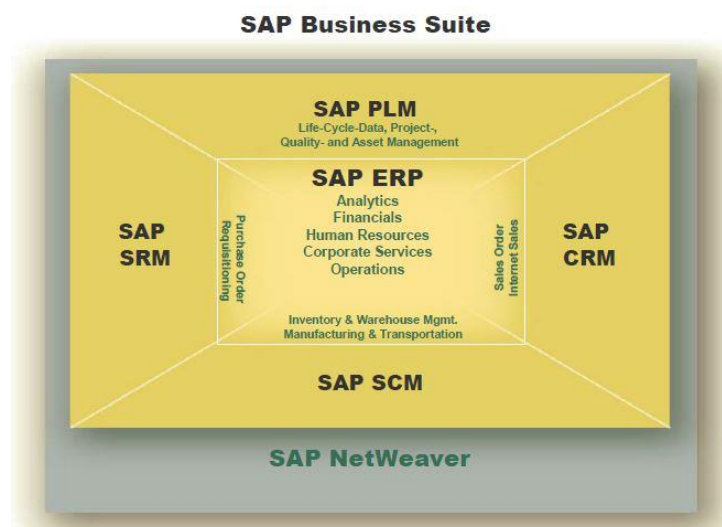 SAP Business Suite
SAP PLM
Life-Cycle-Data, Project-,
Quality- and Asset Management
SAP ERP
Analytics
Financials
Human Resources
Corporate Services
Operations
SAP
SRM
Purchase Order
Requisitioning
Sales Order
Internet Sales
SAP
CRM
Inventory & Warehouse Mgmt.
Manufacturing & Transportation
SAP SCM
SAP NetWeaver